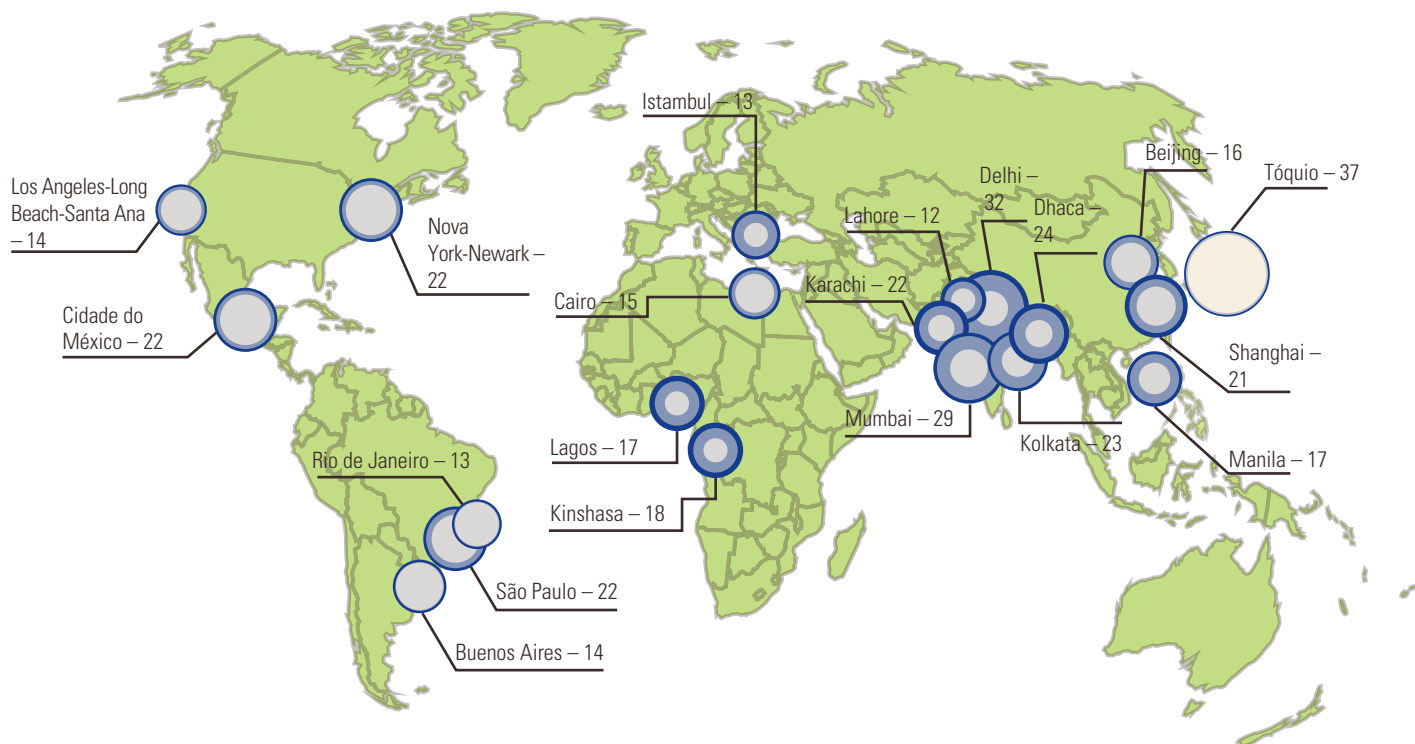 Istambul – 13
Beijing – 16
Tóquio – 37
Los Angeles-Long
Beach-Santa Ana
– 14
Nova
York-Newark –
22
Delhi –
32
Dhaca –
24
Lahore – 12
Karachi – 22
Cairo – 15
Cidade do
México – 22
Shanghai –
21
Mumbai – 29
Kolkata – 23
Manila – 17
Lagos – 17
Rio de Janeiro – 13
Kinshasa – 18
São Paulo – 22
Buenos Aires – 14